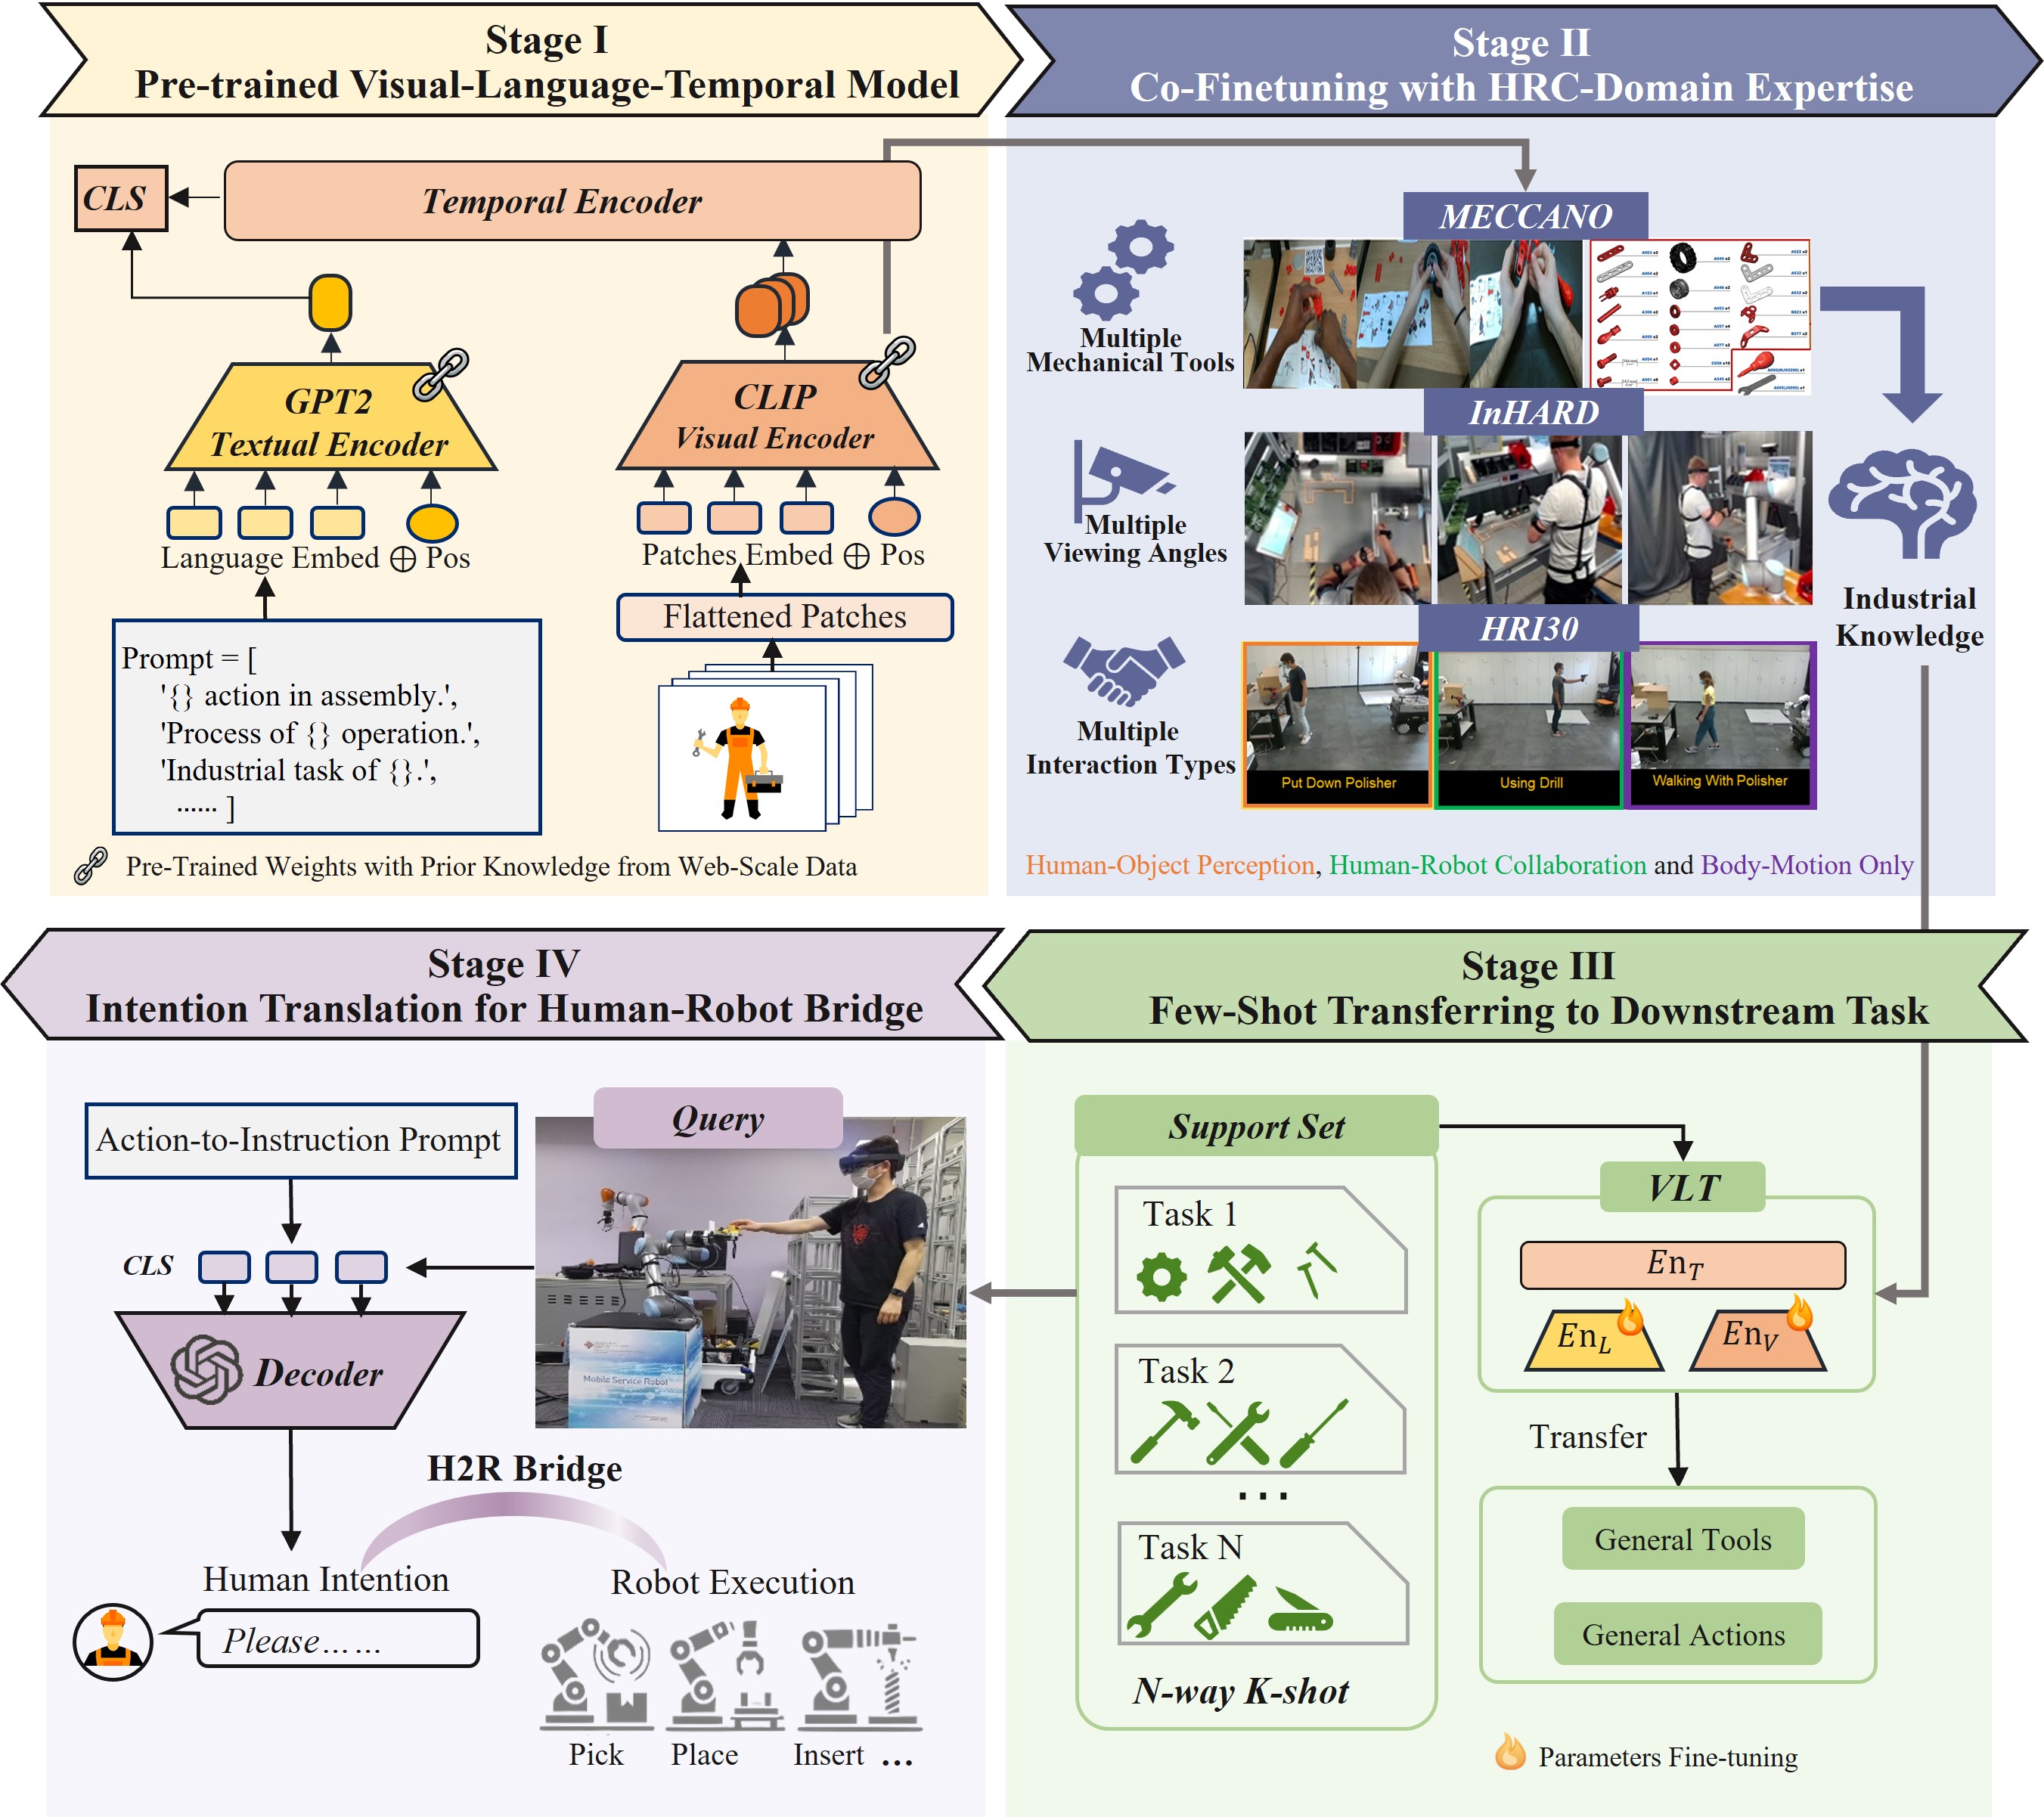 Stage I
Pre-trained Visual-Language-Temporal Model
CLS
Temporal Encoder
GPT2
Textual Encoder
CLIP
Visual Encoder
Language Embed ⊕ Pos
Patches Embed ⊕ Pos
Flattened Patches
Prompt = [
'{} action in assembly.',
'Process of {} operation.',
'Industrial task of {}.',
...... ]
Pre-Trained Weights with Prior Knowledge from Web-Scale Data
Stage II
Co-Finetuning with HRC-Domain Expertise
MECCANO
Multiple
Mechanical Tools
InHARD
Multiple
Viewing Angles
HRI30
Multiple
Interaction Types
Put Down Polisher
Using Drill
Walking With Polisher
Industrial
Knowledge
Human-Object Perception, Human-Robot Collaboration and Body-Motion Only
Stage IV
Intention Translation for Human-Robot Bridge
Action-to-Instruction Prompt
Query
CLS
Decoder
Mobile Service Robot
H2R Bridge
Human Intention
Robot Execution
Please……
Pick
Place
Insert ...
Stage III
Few-Shot Transferring to Downstream Task
Support Set
Task 1
Task 2
...
Task N
N-way K-shot
VLT
En_T
En_L
En_V
Transfer
General Tools
General Actions
Parameters Fine-tuning